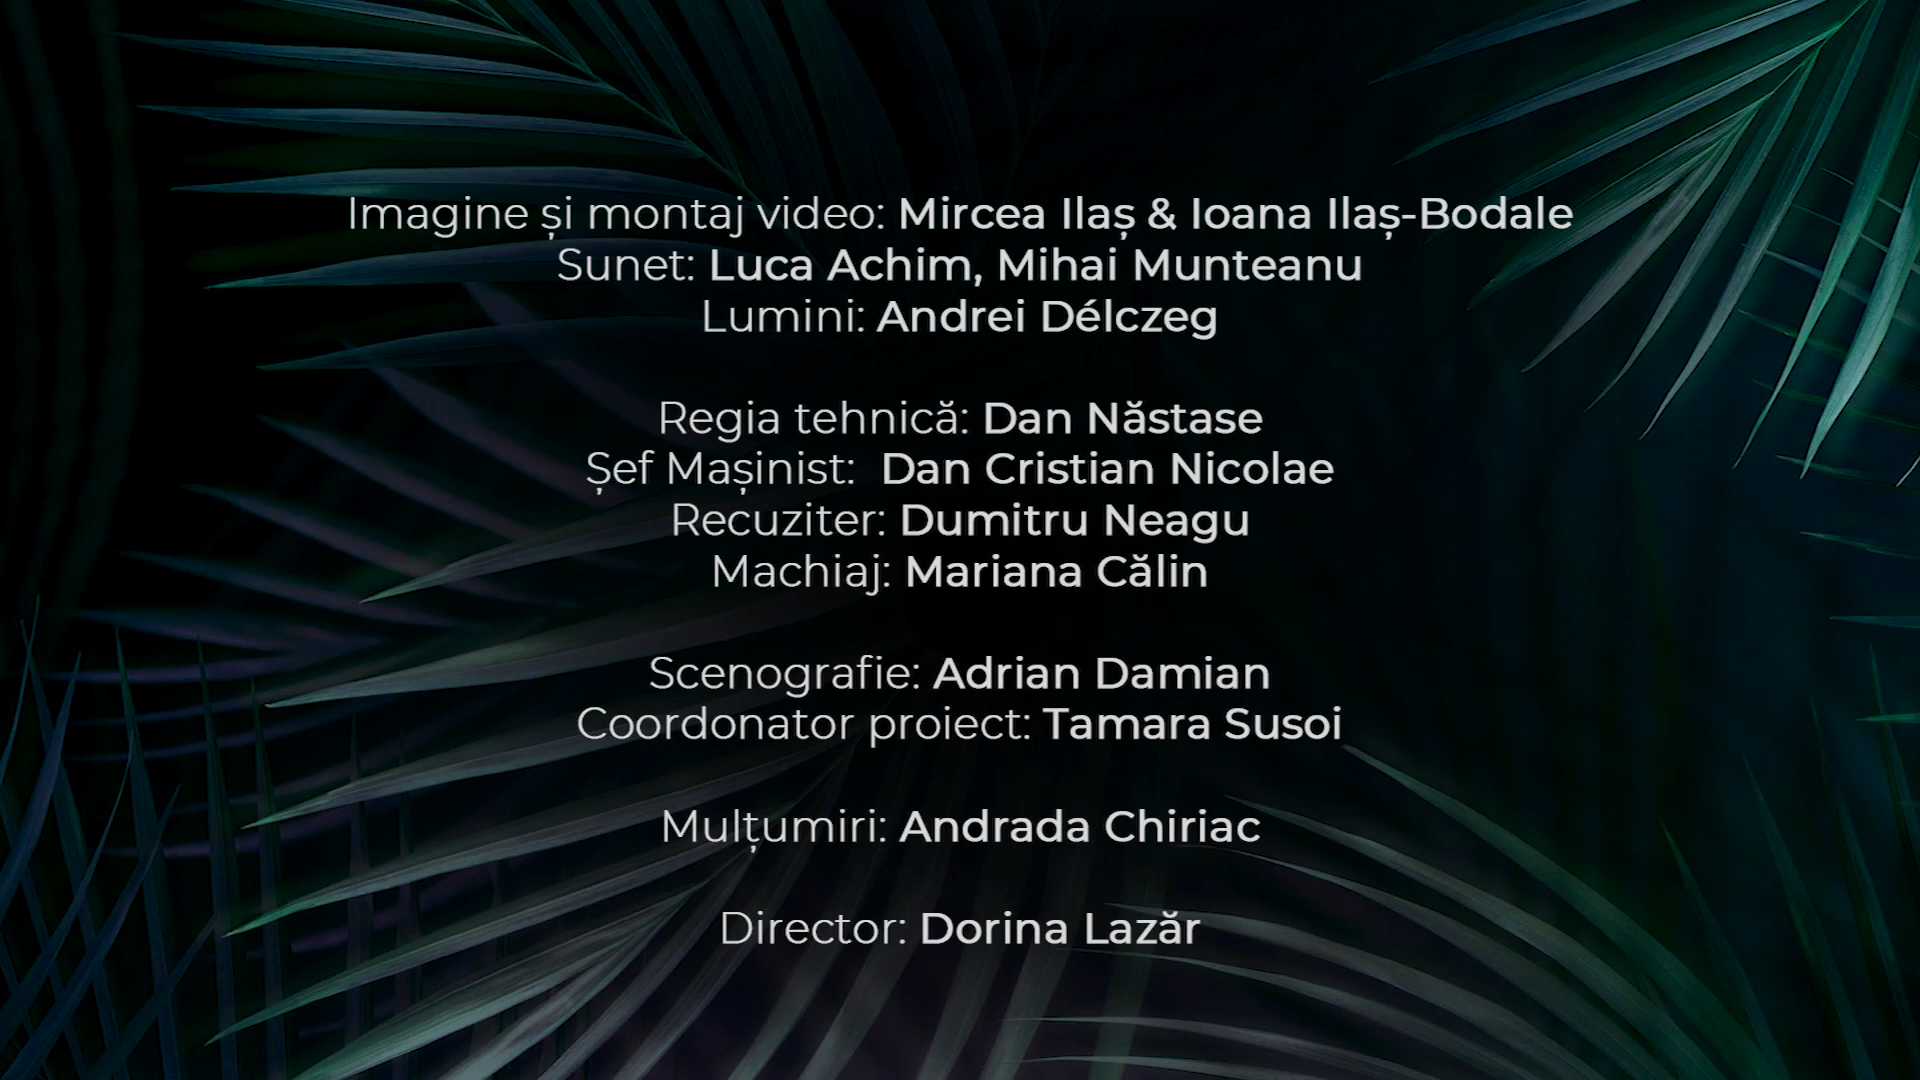 Imagine și montaj video: Mircea Ilaș & Ioana Ilaș-Bodale
Sunet: Luca Achim, Mihai Munteanu
Lumini: Andrei Délczeg
Regia tehnică: Dan Năstase
Șef Mașinist: Dan Cristian Nicolae
Recuziter: Dumitru Neagu
Machiaj: Mariana Călin
Scenografie: Adrian Damian
Coordonator proiect: Tamara Susoi
Mulțumiri: Andrada Chiriac
Director: Dorina Lazăr